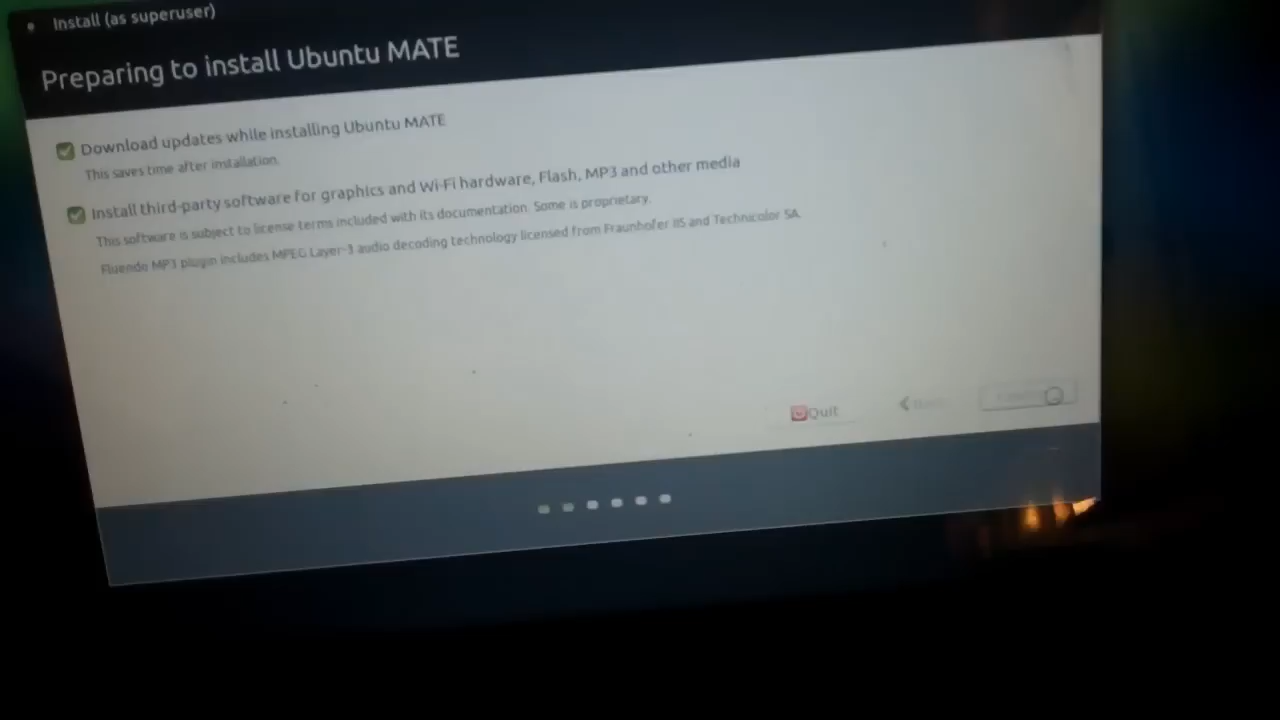 Install (as superuser)
Preparing to install Ubuntu MATE
Download updates while installing Ubuntu MATE
This saves time after installation.
Install third-party software for graphics and Wi-Fi hardware, Flash, MP3 and other media
This software is subject to license terms included with its documentation. Some is proprietary.
Fluendo MP3 plugin includes MPEG Layer-3 audio decoding technology licensed from Fraunhofer IIS and Technicolor SA.
Quit